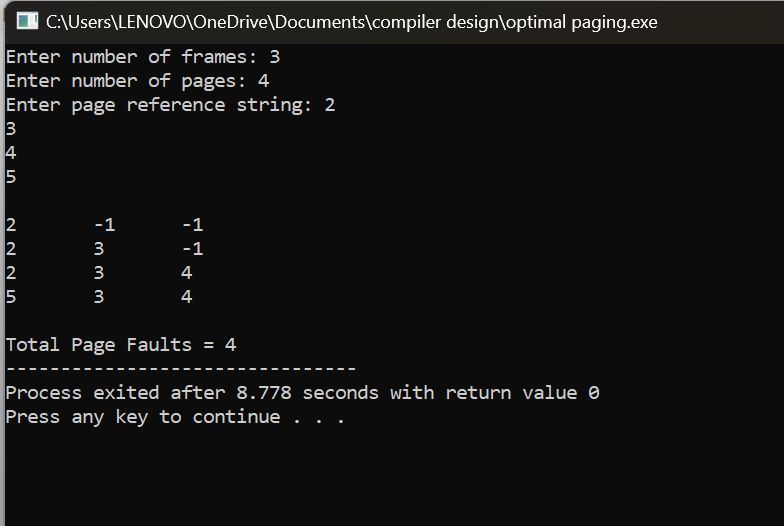 C:\Users\LENOVO\OneDrive\Documents\compiler design\optimal paging.exe
Enter number of frames: 3
Enter number of pages: 4
Enter page reference string: 2
3
4
5
2 -1 -1
2 3 -1
2 3 4
5 3 4
Total Page Faults = 4
--------------------------------
Process exited after 8.778 seconds with return value 0
Press any key to continue . . .